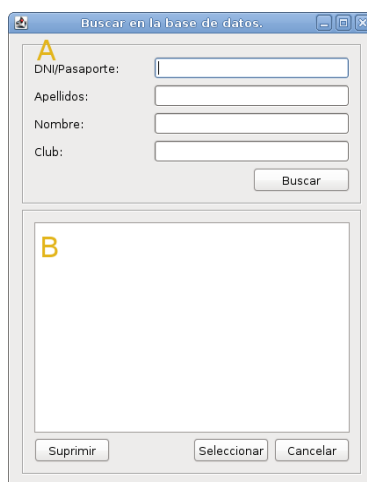 Buscar en la base de datos.
A
DNI/Pasaporte:
Apellidos:
Nombre:
Club:
Buscar
B
Suprimir Seleccionar Cancelar